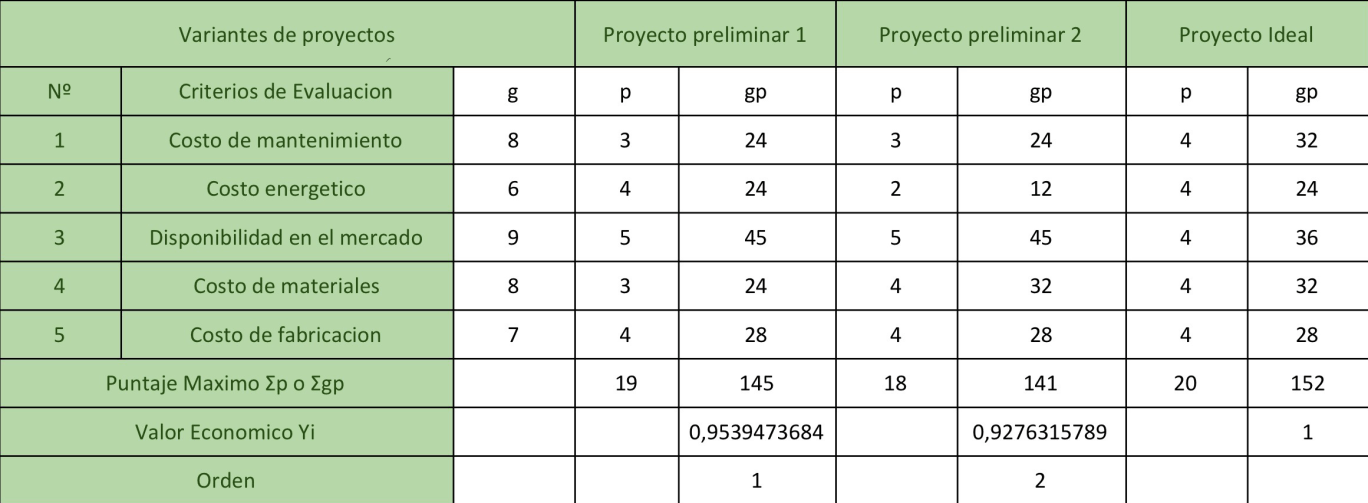 Variantes de proyectos Proyecto preliminar 1 Proyecto preliminar 2 Proyecto Ideal
Nº Criterios de Evaluacion g p gp p gp p gp
1 Costo de mantenimiento 8 3 24 3 24 4 32
2 Costo energetico 6 4 24 2 12 4 24
3 Disponibilidad en el mercado 9 5 45 5 45 4 36
4 Costo de materiales 8 3 24 4 32 4 32
5 Costo de fabricacion 7 4 28 4 28 4 28
Puntaje Maximo Σp o Σgp 19 145 18 141 20 152
Valor Economico Yi 0,9539473684 0,9276315789 1
Orden 1 2